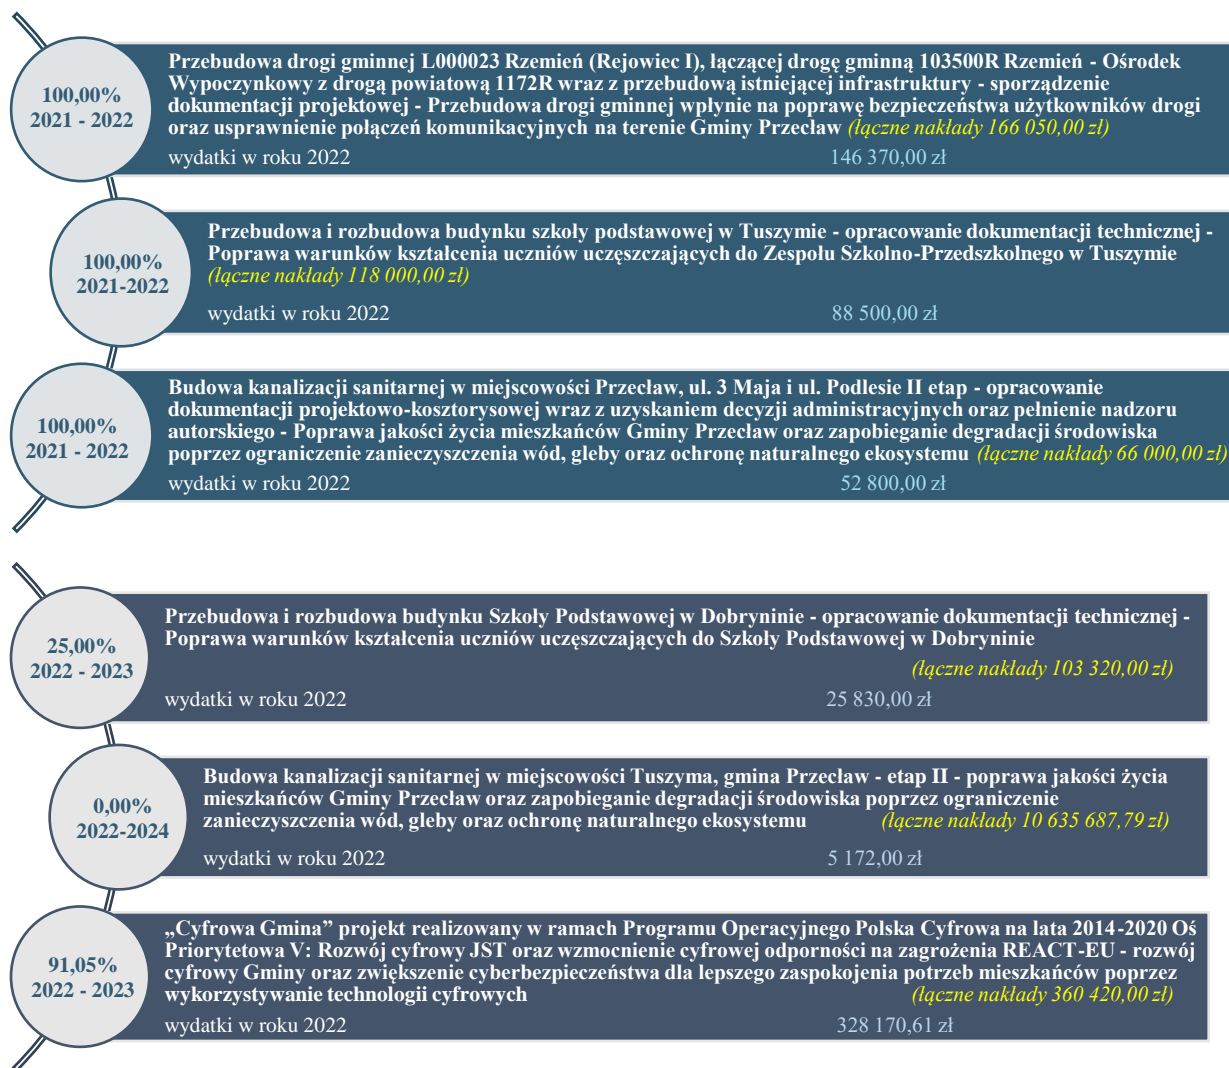 100,00%
2021 - 2022
Przebudowa drogi gminnej L000023 Rzemień (Rejowiec I), łączącej drogę gminną 103500R Rzemień - Ośrodek
Wypoczynkowy z drogą powiatową 1172R wraz z przebudową istniejącej infrastruktury - sporządzenie
dokumentacji projektowej - Przebudowa drogi gminnej wpłynie na poprawę bezpieczeństwa użytkowników drogi
oraz usprawnienie połączeń komunikacyjnych na terenie Gminy Przecław (łączne nakłady 166 050,00 zł)
wydatki w roku 2022 146 370,00 zł
100,00%
2021-2022
Przebudowa i rozbudowa budynku szkoły podstawowej w Tuszymie - opracowanie dokumentacji technicznej -
Poprawa warunków kształcenia uczniów uczęszczających do Zespołu Szkolno-Przedszkolnego w Tuszymie
(łączne nakłady 118 000,00 zł)
wydatki w roku 2022 88 500,00 zł
100,00%
2021 - 2022
Budowa kanalizacji sanitarnej w miejscowości Przecław, ul. 3 Maja i ul. Podlesie II etap - opracowanie
dokumentacji projektowo-kosztorysowej wraz z uzyskaniem decyzji administracyjnych oraz pełnienie nadzoru
autorskiego - Poprawa jakości życia mieszkańców Gminy Przecław oraz zapobieganie degradacji środowiska
poprzez ograniczenie zanieczyszczenia wód, gleby oraz ochronę naturalnego ekosystemu (łączne nakłady 66 000,00 zł)
wydatki w roku 2022 52 800,00 zł
25,00%
2022 - 2023
Przebudowa i rozbudowa budynku Szkoły Podstawowej w Dobryninie - opracowanie dokumentacji technicznej -
Poprawa warunków kształcenia uczniów uczęszczających do Szkoły Podstawowej w Dobryninie
(łączne nakłady 103 320,00 zł)
wydatki w roku 2022 25 830,00 zł
0,00%
2022-2024
Budowa kanalizacji sanitarnej w miejscowości Tuszyma, gmina Przecław - etap II - poprawa jakości życia
mieszkańców Gminy Przecław oraz zapobieganie degradacji środowiska poprzez ograniczenie
zanieczyszczenia wód, gleby oraz ochronę naturalnego ekosystemu (łączne nakłady 10 635 687,79 zł)
wydatki w roku 2022 5 172,00 zł
91,05%
2022 - 2023
„Cyfrowa Gmina” projekt realizowany w ramach Programu Operacyjnego Polska Cyfrowa na lata 2014-2020 Oś
Priorytetowa V: Rozwój cyfrowy JST oraz wzmocnienie cyfrowej odporności na zagrożenia REACT-EU - rozwój
cyfrowy Gminy oraz zwiększenie cyberbezpieczeństwa dla lepszego zaspokojenia potrzeb mieszkańców poprzez
wykorzystywanie technologii cyfrowych (łączne nakłady 360 420,00 zł)
wydatki w roku 2022 328 170,61 zł